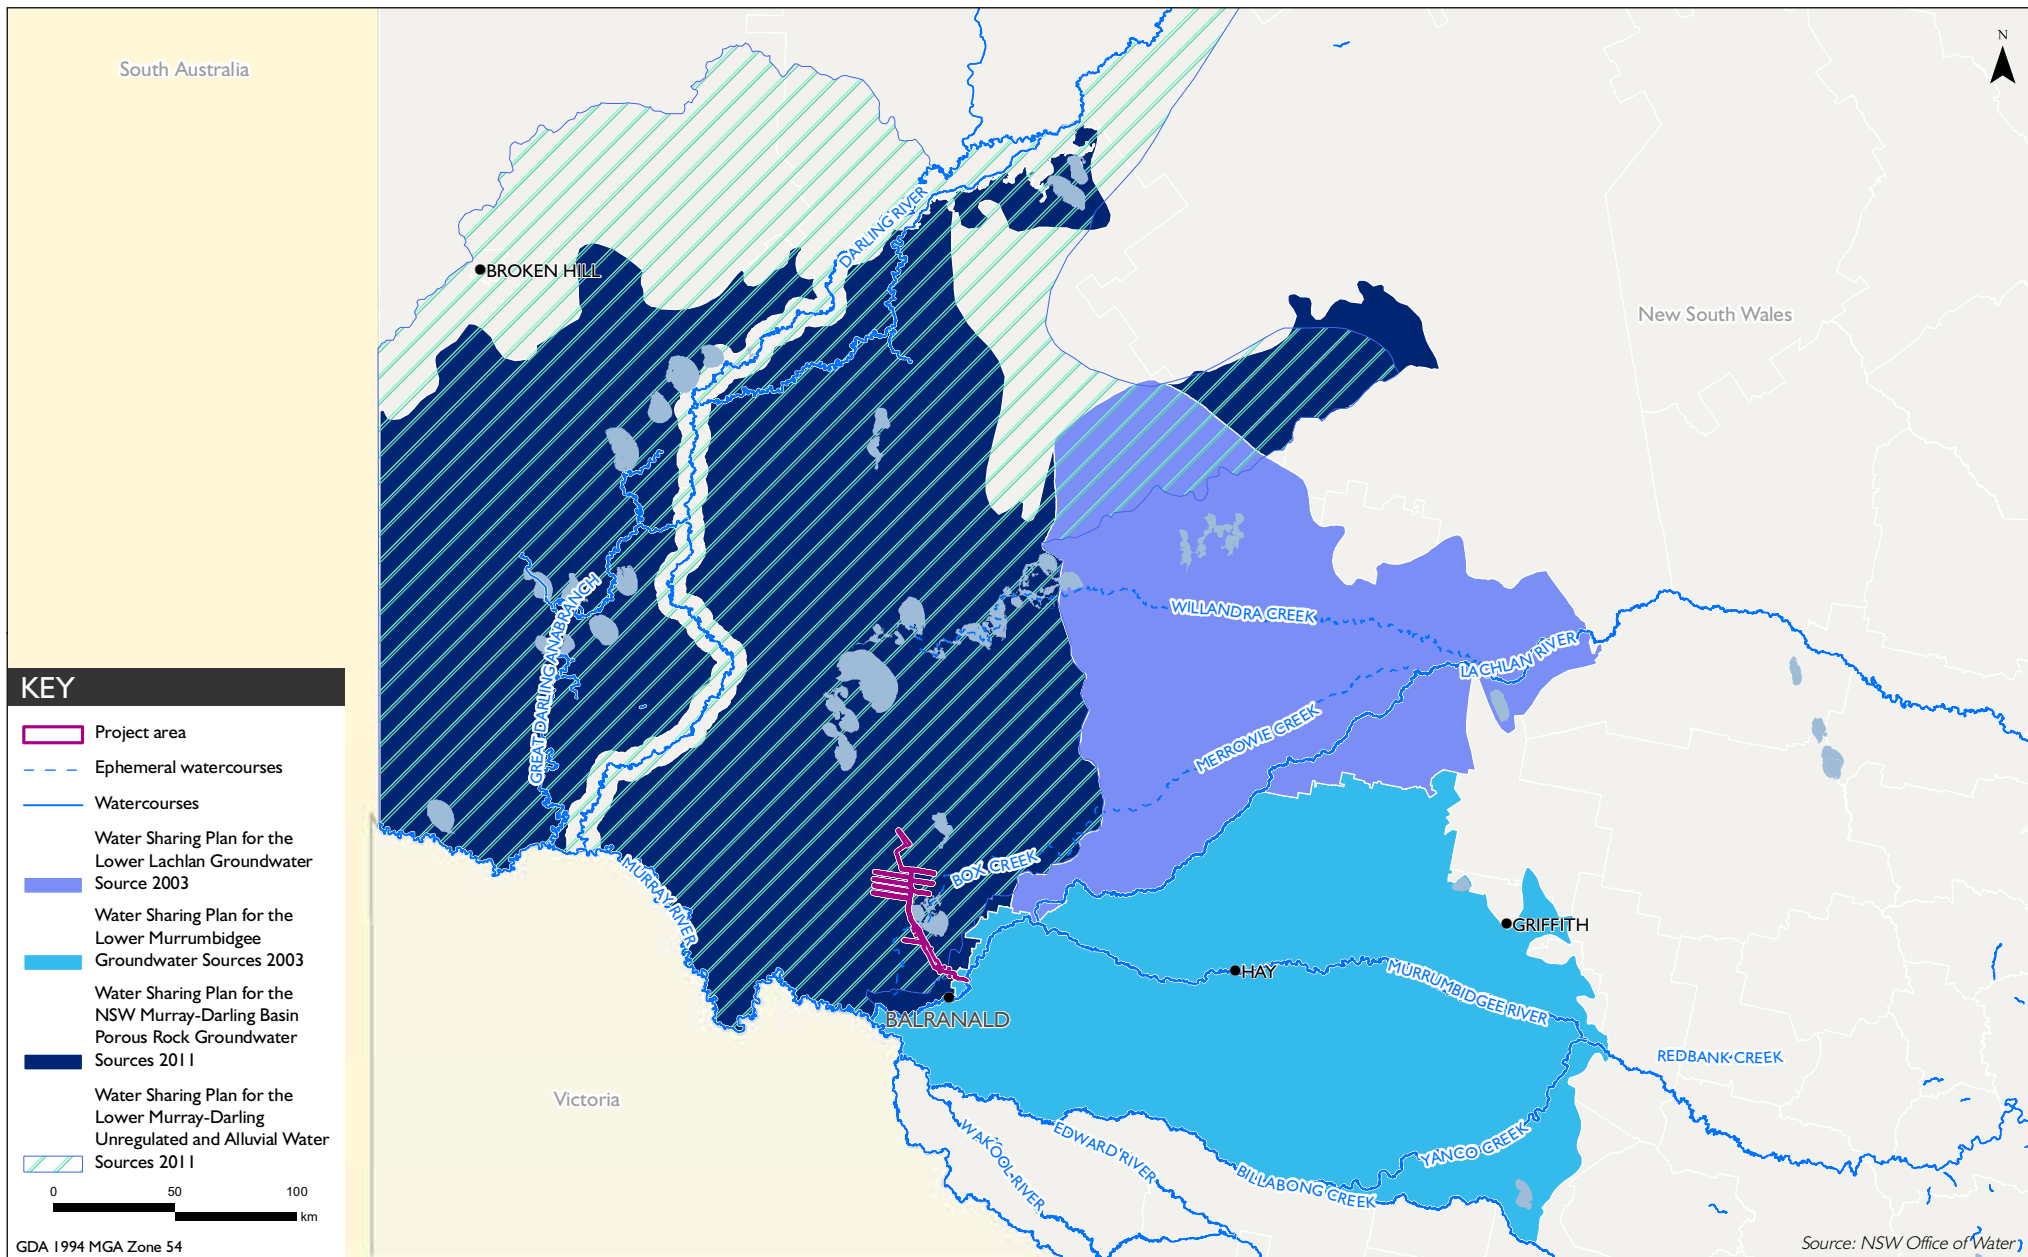 South Australia
N
DARLING RIVER
BROKEN HILL
New South Wales
WILLANDRA CREEK
LACHLAN RIVER
GREAT DARLING ANABRANCH
MERROWIE CREEK
BOX CREEK
MURRAY RIVER
GRIFFITH
HAY
MURRUMBIDGEE RIVER
BALRANALD
REDBANK CREEK
Victoria
WAKOOL RIVER
EDWARD RIVER
YANCO CREEK
BILLABONG CREEK
KEY
Project area
Ephemeral watercourses
Watercourses
Water Sharing Plan for the
Lower Lachlan Groundwater
Source 2003
Water Sharing Plan for the
Lower Murrumbidgee
Groundwater Sources 2003
Water Sharing Plan for the
NSW Murray-Darling Basin
Porous Rock Groundwater
Sources 2011
Water Sharing Plan for the
Lower Murray-Darling
Unregulated and Alluvial Water
Sources 2011
0 50 100
km
GDA 1994 MGA Zone 54
Source: NSW Office of Water